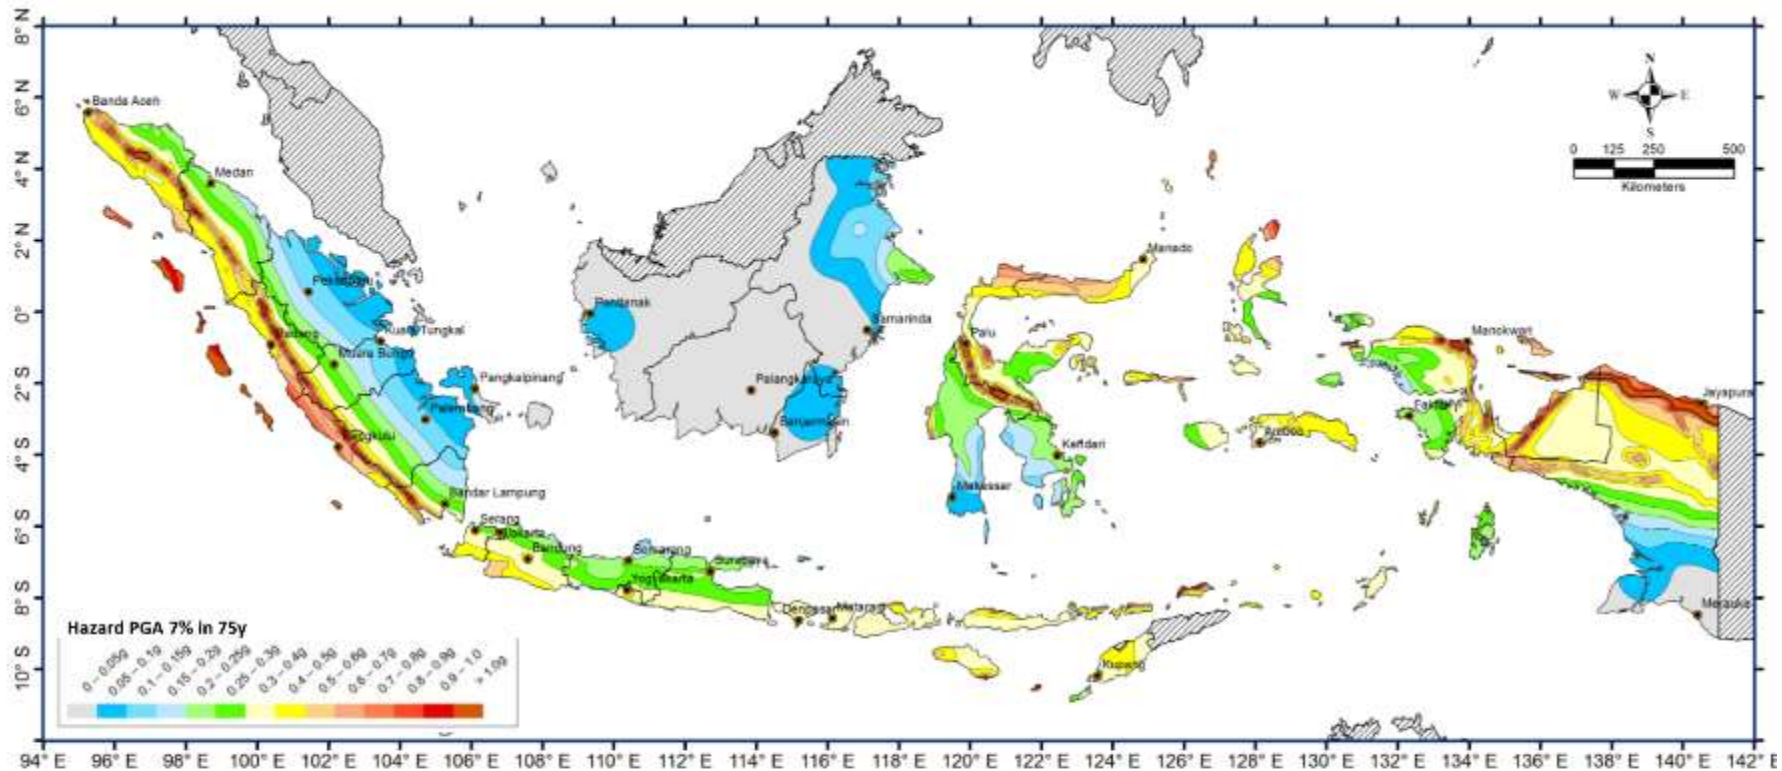 8° N
6° N
4° N
2° N
0°
2° S
4° S
6° S
8° S
10° S
N
W E
S
0 125 250 500
Kilometers
Banda Aceh
Medan
Pekanbaru
Padang
Kuala Tungkal
Muara Bungo
Pangkalpinang
Palembang
Bengkulu
Bandar Lampung
Serang
Jakarta
Bandung
Semarang
Surabaya
Yogyakarta
Denpasar
Mataram
Kupang
Pontianak
Samarinda
Palangkaraya
Banjarmasin
Manado
Palu
Kendari
Makassar
Ambon
Manokwari
Jayapura
Merauke
Hazard PGA 7% in 75y
0 – 0.05g
0.05 – 0.1g
0.1 – 0.15g
0.15 – 0.2g
0.2 – 0.25g
0.25 – 0.3g
0.3 – 0.4g
0.4 – 0.5g
0.5 – 0.6g
0.6 – 0.7g
0.7 – 0.8g
0.8 – 0.9g
0.9 – 1.0
> 1.0g
94° E 96° E 98° E 100° E 102° E 104° E 106° E 108° E 110° E 112° E 114° E 116° E 118° E 120° E 122° E 124° E 126° E 128° E 130° E 132° E 134° E 136° E 138° E 140° E 142° E